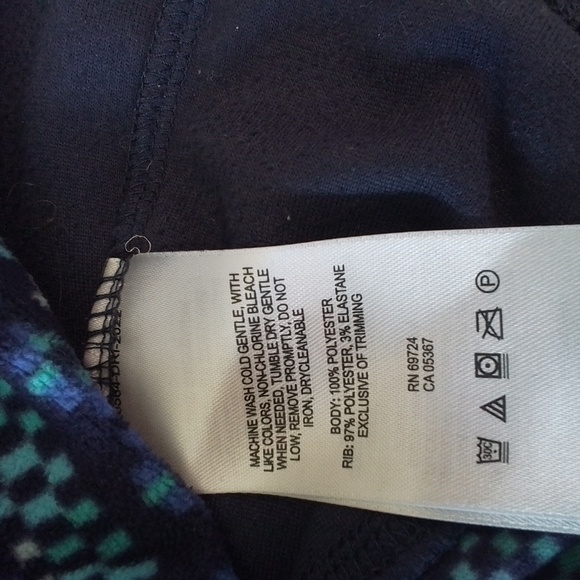 MACHINE WASH COLD GENTLE, WITH
LIKE COLORS, NON-CHLORINE BLEACH
WHEN NEEDED, TUMBLE DRY GENTLE
LOW, REMOVE PROMPTLY, DO NOT
IRON, DRYCLEANABLE
BODY: 100% POLYESTER
RIB: 97% POLYESTER, 3% ELASTANE
EXCLUSIVE OF TRIMMING
RN 69724
CA 05367
30C
P